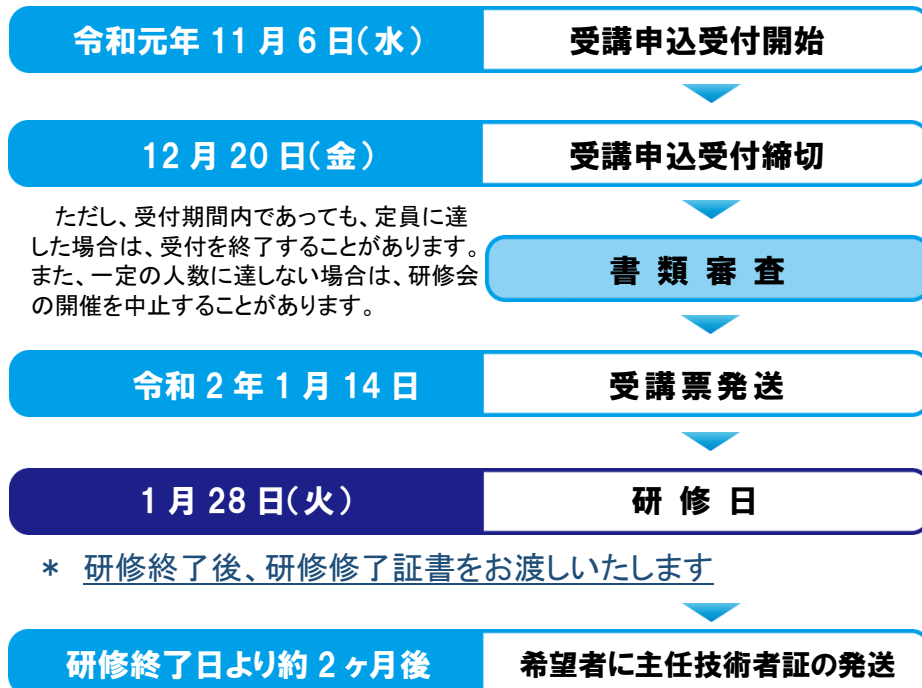 令和元年 11 月 6 日(水)
受講申込受付開始
12 月 20 日(金)
受講申込受付締切
ただし、受付期間内であっても、定員に達
した場合は、受付を終了することがあります。
また、一定の人数に達しない場合は、研修会
の開催を中止することがあります。
書 類 審 査
令和 2 年 1 月 14 日
受講票発送
1 月 28 日(火)
研 修 日
* 研修終了後、研修修了証書をお渡しいたします
研修終了日より約 2 ヶ月後
希望者に主任技術者証の発送